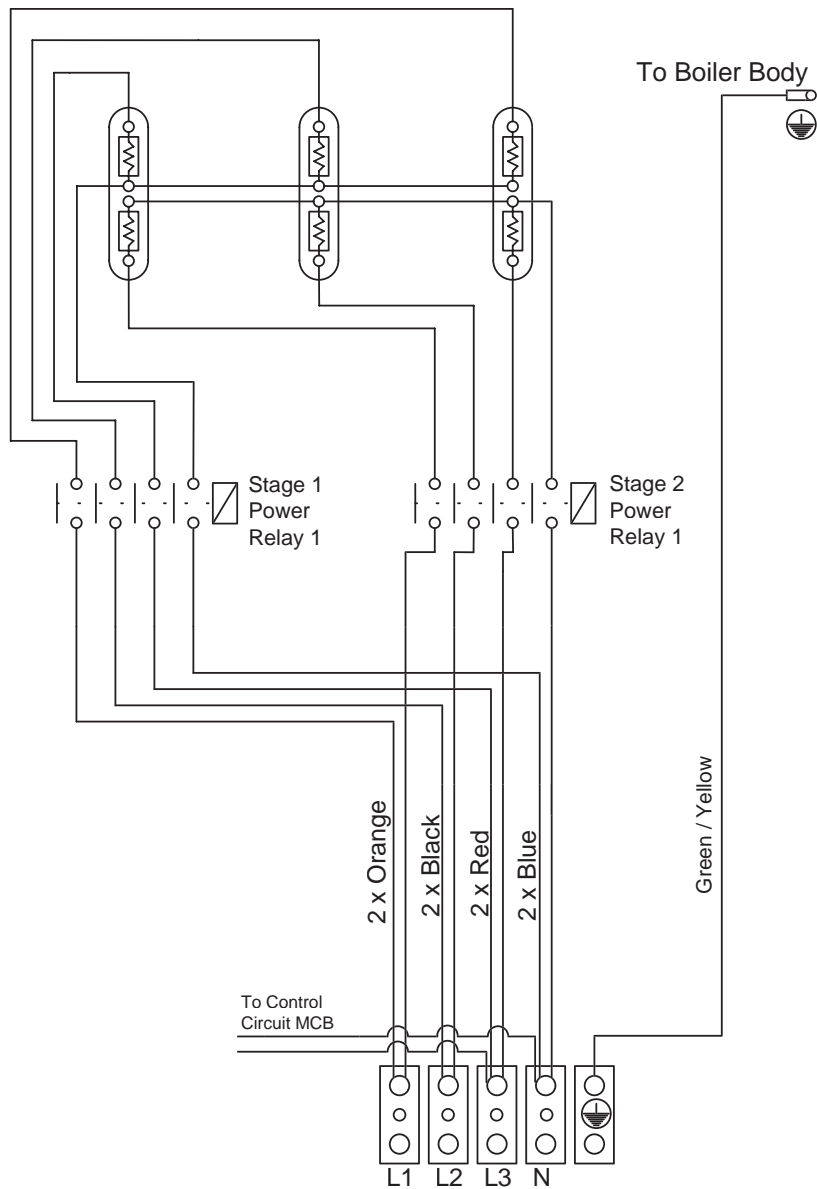 To Boiler Body
Stage 1
Power
Relay 1
Stage 2
Power
Relay 1
2 x Orange
2 x Black
2 x Red
2 x Blue
Green / Yellow
To Control
Circuit MCB
L1 L2 L3 N